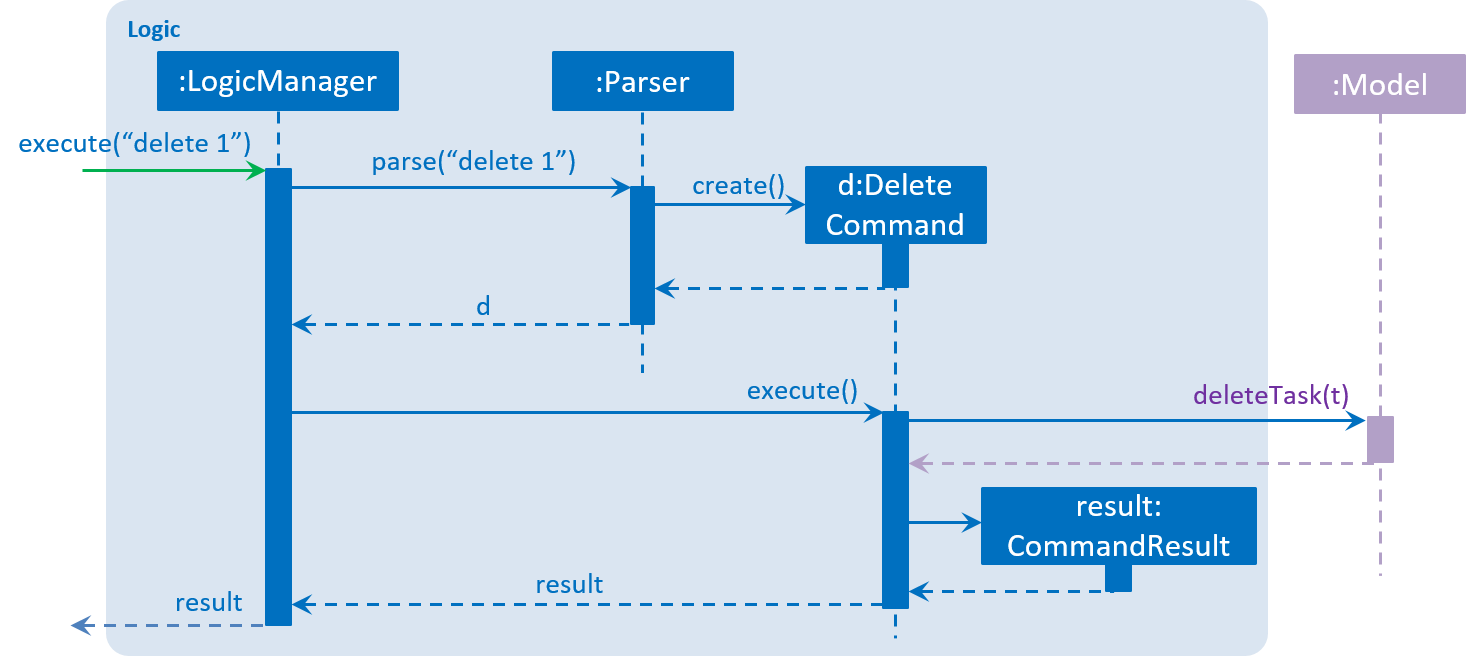 Logic
:LogicManager
:Parser
:Model
execute(“delete 1”)
parse(“delete 1”)
create()
d:Delete
Command
d
execute()
deleteTask(t)
result:
CommandResult
result
result